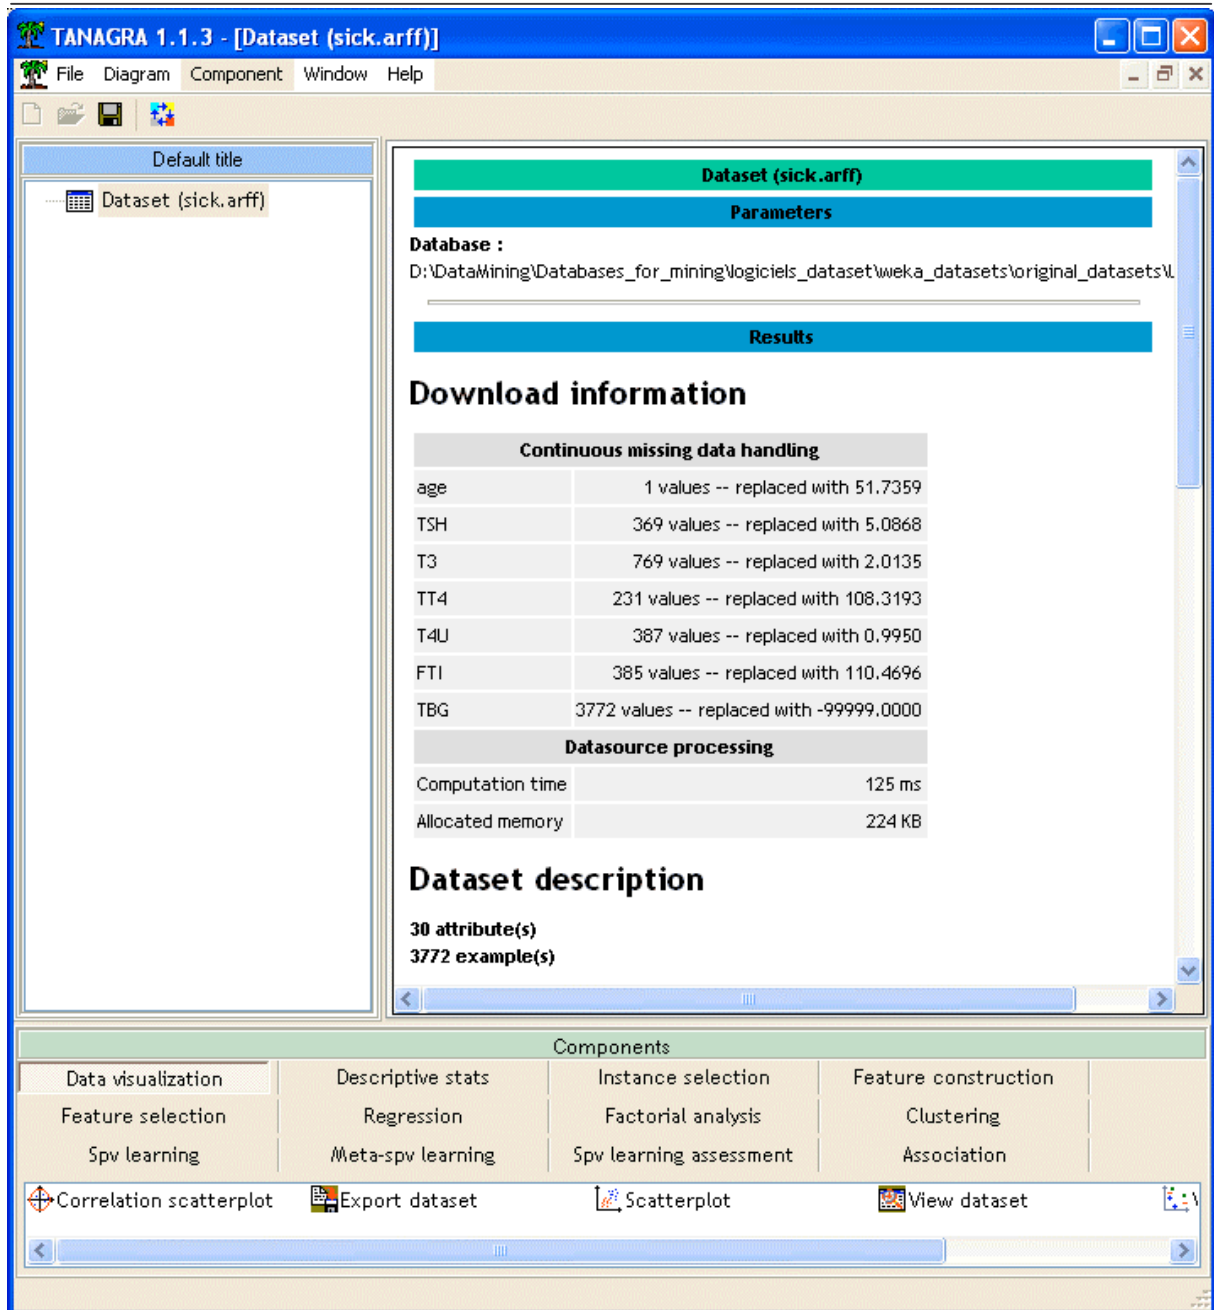 TANAGRA 1.1.3 - [Dataset (sick.arff)]
File Diagram Component Window Help
Default title
Dataset (sick.arff)
Dataset (sick.arff)
Parameters
Database :
D:\DataMining\Databases_for_mining\logiciels_dataset\weka_datasets\original_datasets\
Results
Download information
Continuous missing data handling
age 1 values -- replaced with 51.7359
TSH 369 values -- replaced with 5.0868
T3 769 values -- replaced with 2.0135
TT4 231 values -- replaced with 108.3193
T4U 387 values -- replaced with 0.9950
FTI 385 values -- replaced with 110.4696
TBG 3772 values -- replaced with -99999.0000
Datasource processing
Computation time 125 ms
Allocated memory 224 KB
Dataset description
30 attribute(s)
3772 example(s)
Components
Data visualization Descriptive stats Instance selection Feature construction
Feature selection Regression Factorial analysis Clustering
Spv learning Meta-spv learning Spv learning assessment Association
Correlation scatterplot Export dataset Scatterplot View dataset